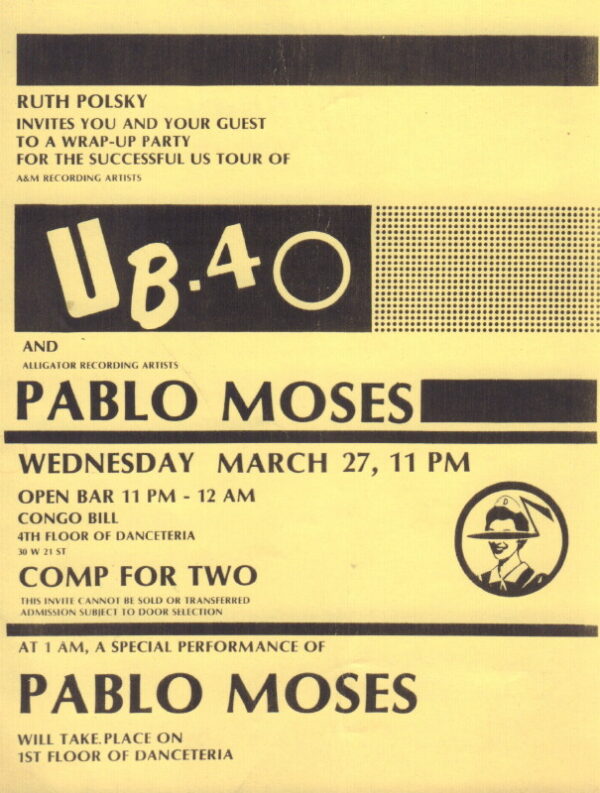 RUTH POLSKY
INVITES YOU AND YOUR GUEST
TO A WRAP-UP PARTY
FOR THE SUCCESSFUL US TOUR OF
A&M RECORDING ARTISTS
UB.40
AND
ALLIGATOR RECORDING ARTISTS
PABLO MOSES
WEDNESDAY MARCH 27, 11 PM
OPEN BAR 11 PM - 12 AM
CONGO BILL
4TH FLOOR OF DANCETERIA
30 W 21 ST
COMP FOR TWO
THIS INVITE CANNOT BE SOLD OR TRANSFERRED
ADMISSION SUBJECT TO DOOR SELECTION
D
AT 1 AM, A SPECIAL PERFORMANCE OF
PABLO MOSES
WILL TAKE.PLACE ON
1ST FLOOR OF DANCETERIA